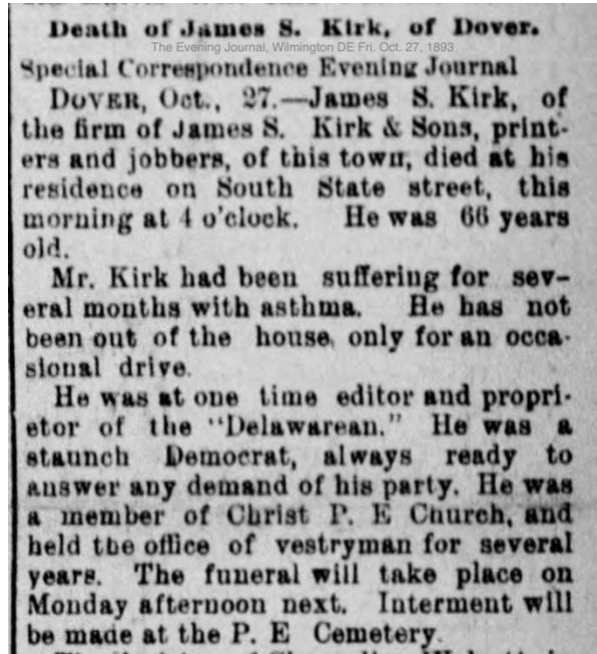 Death of James S. Kirk, of Dover.
The Evening Journal, Wilmington DE Fri. Oct. 27, 1893
Special Correspondence Evening Journal
DOVER, Oct., 27.—James S. Kirk, of
the firm of James S. Kirk & Sons, print-
ers and jobbers, of this town, died at his
residence on South State street, this
morning at 4 o'clock. He was 66 years
old.
Mr. Kirk had been suffering for sev-
eral months with asthma. He has not
been out of the house, only for an occa-
sional drive.
He was at one time editor and propri-
etor of the "Delawarean." He was a
staunch Democrat, always ready to
answer any demand of his party. He was
a member of Christ P. E Church, and
held the office of vestryman for several
years. The funeral will take place on
Monday afternoon next. Interment will
be made at the P. E Cemetery.